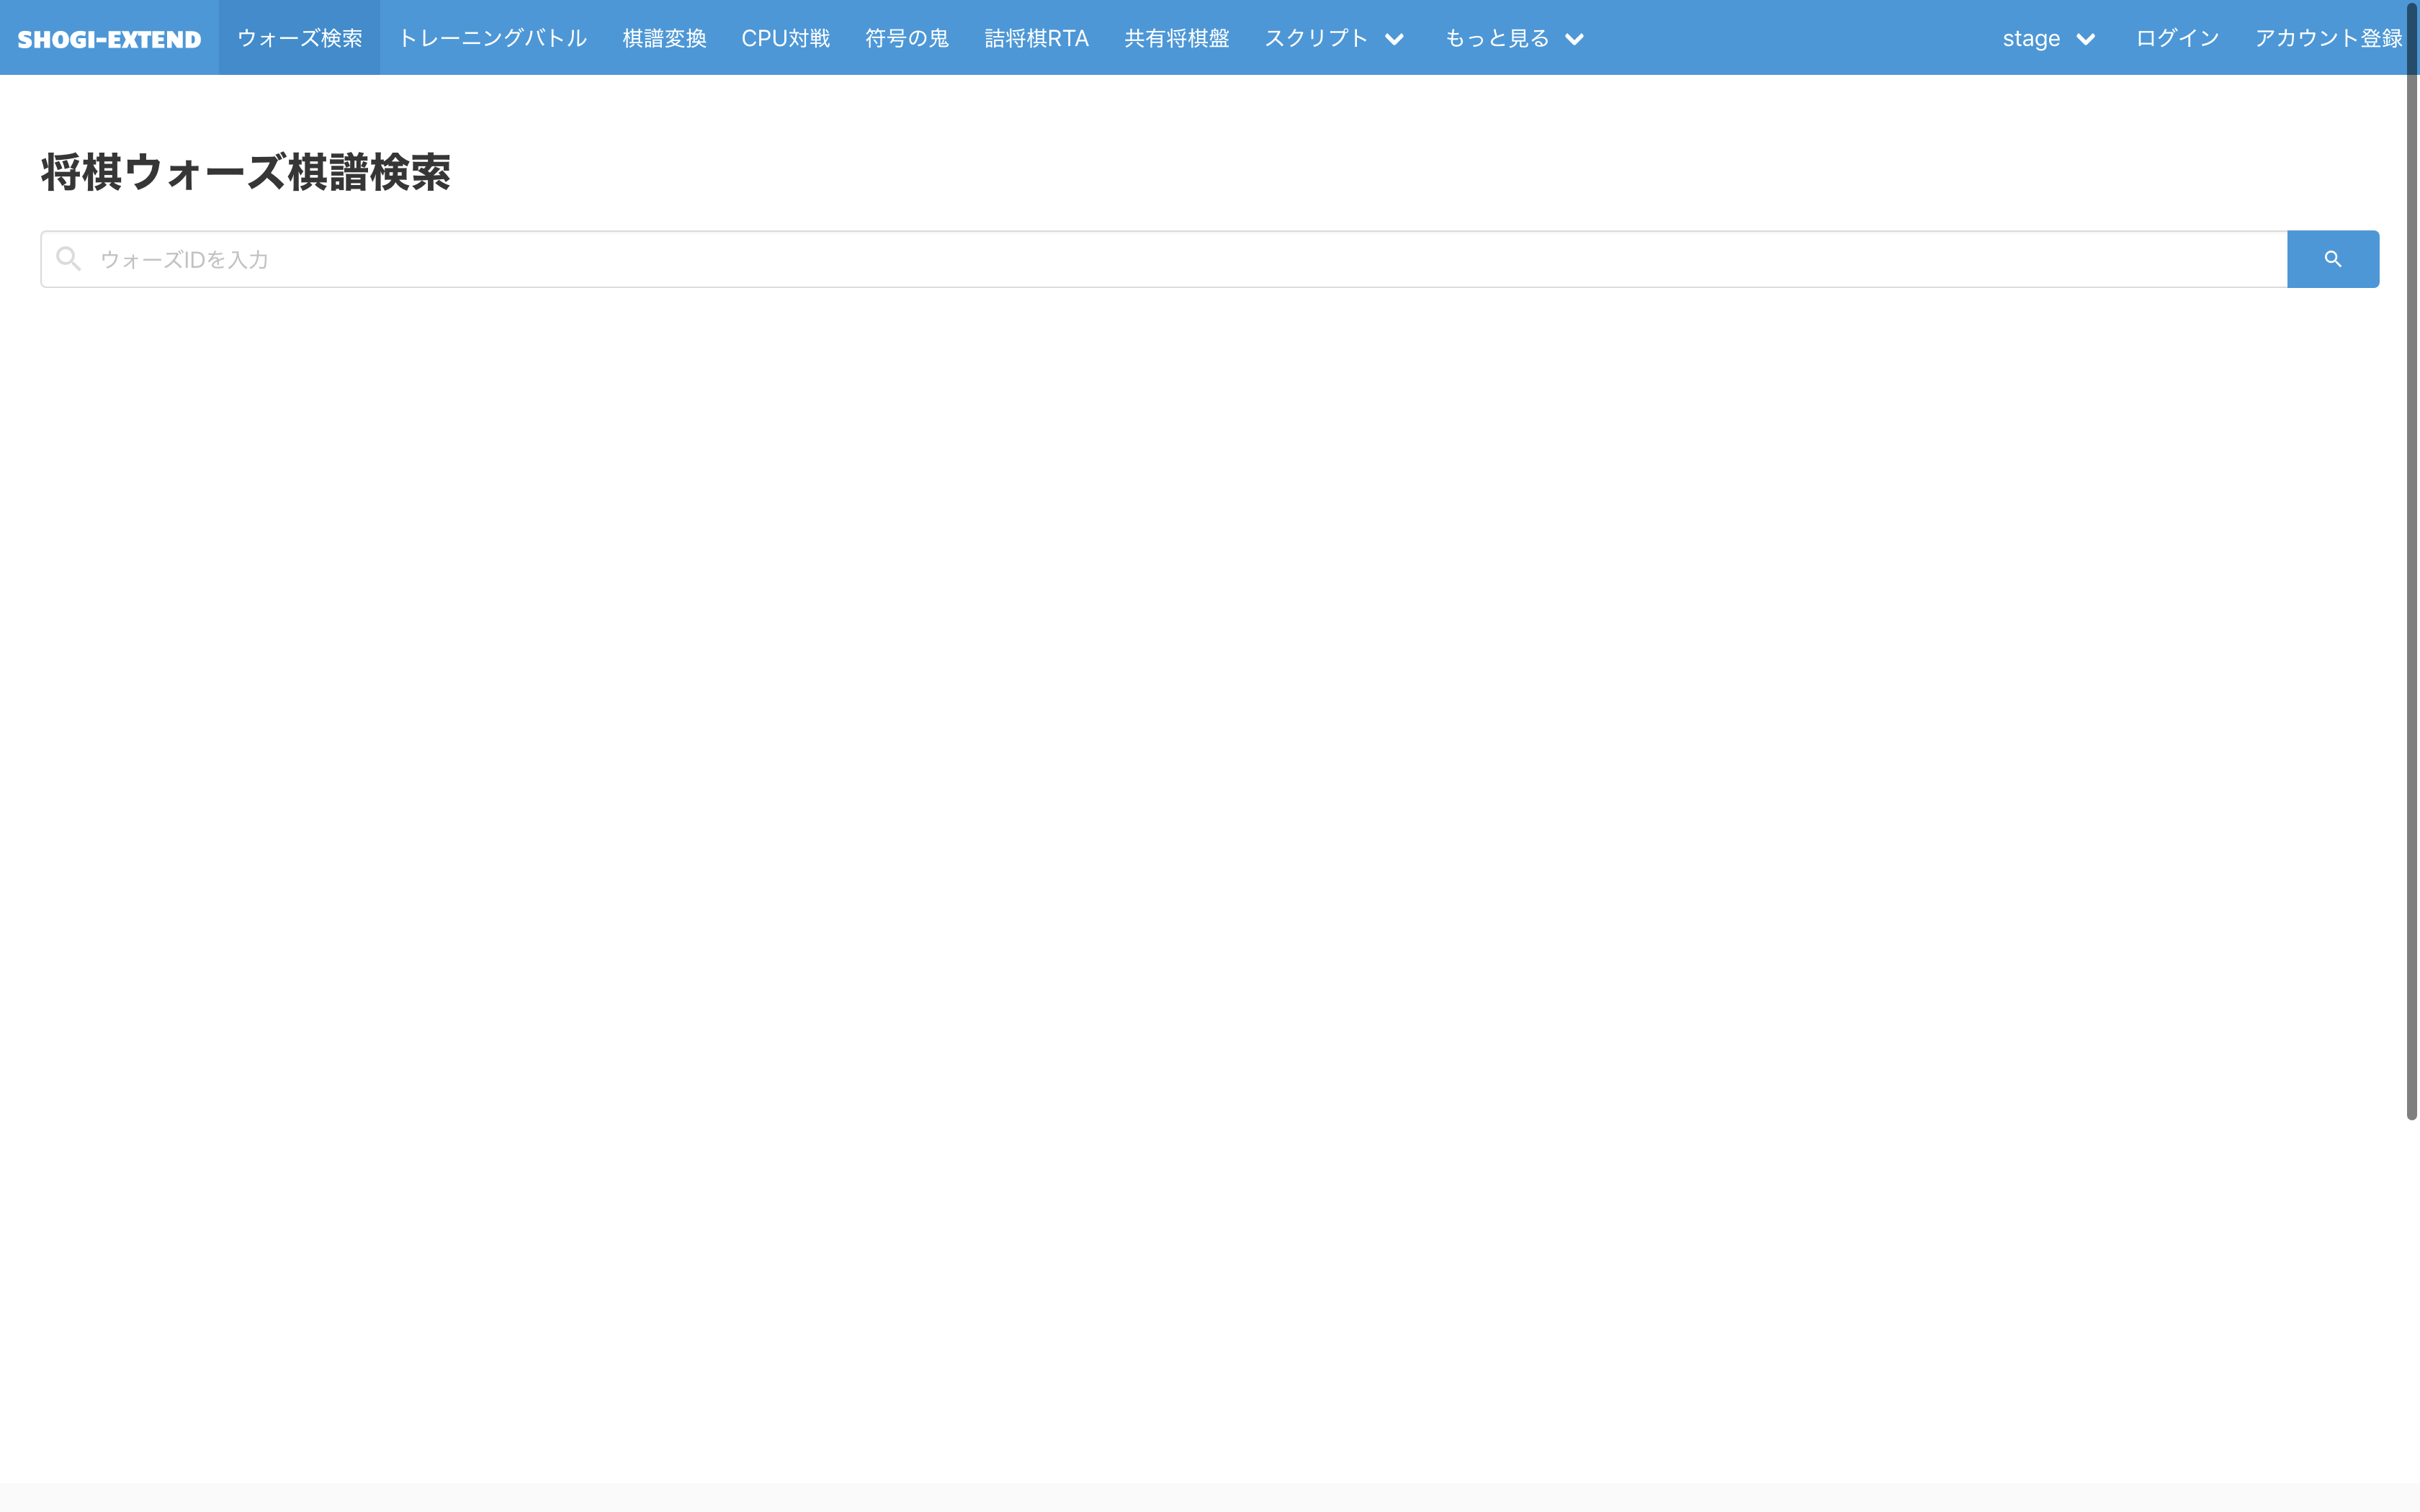 SHOGI-EXTEND ウォーズ検索 トレーニングバトル 棋譜変換 CPU対戦 符号の鬼 詰将棋RTA 共有将棋盤 スクリプト もっと見る stage ログイン アカウント登録
将棋ウォーズ棋譜検索
ウォーズIDを入力